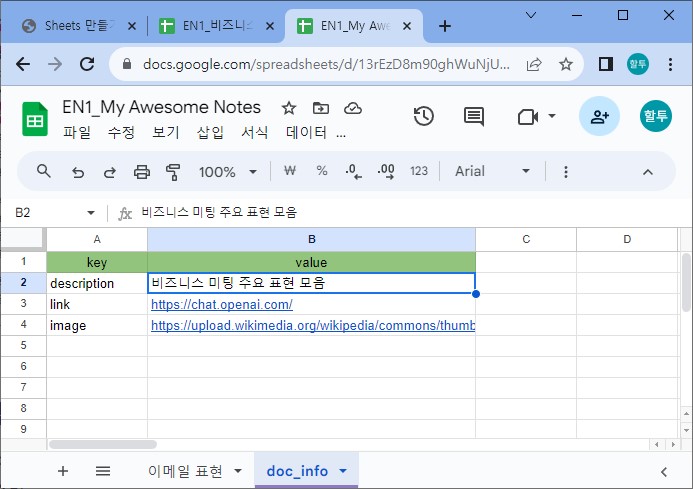 Sheets 만들기
EN1_비즈니스
EN1_My Awe
docs.google.com/spreadsheets/d/13rEzD8m90ghWuNjU...
할투
EN1_My Awesome Notes
파일 수정 보기 삽입 서식 데이터 ...
할투
100% ₩ % .0 .00 123 Arial
B2 fx 비즈니스 미팅 주요 표현 모음
A B C D
1 key value
2 description 비즈니스 미팅 주요 표현 모음
3 link https://chat.openai.com/
4 image https://upload.wikimedia.org/wikipedia/commons/thumb
5
6
7
8
9
이메일 표현 doc_info